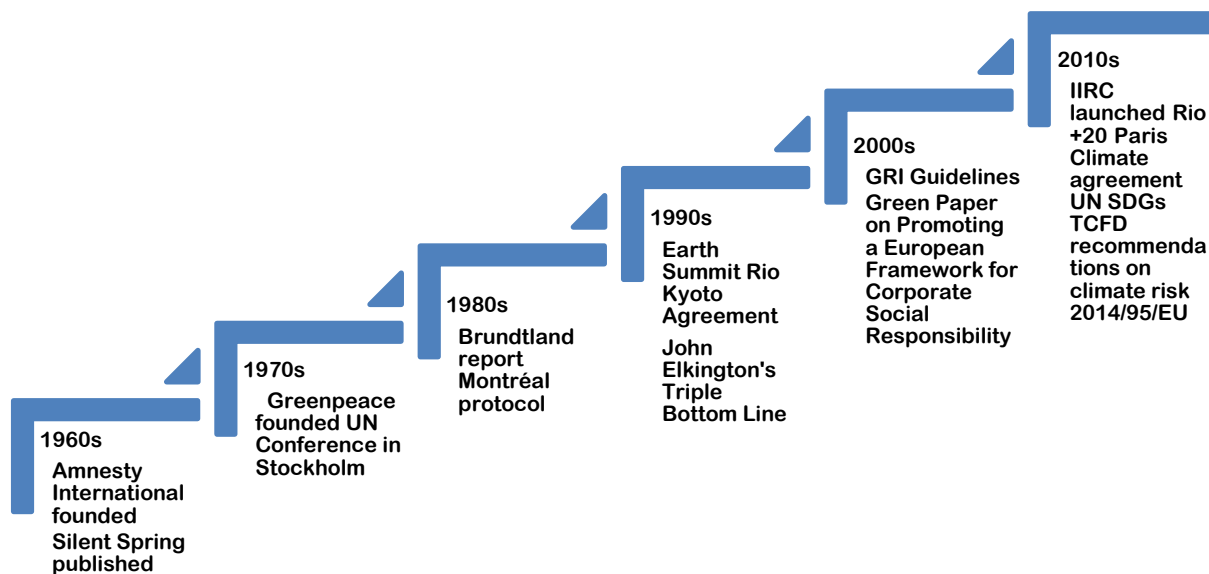 1960s
Amnesty
International
founded
Silent Spring
published
1970s
Greenpeace
founded UN
Conference in
Stockholm
1980s
Brundtland
report
Montréal
protocol
1990s
Earth
Summit Rio
Kyoto
Agreement
John
Elkington's
Triple
Bottom Line
2000s
GRI Guidelines
Green Paper
on Promoting
a European
Framework for
Corporate
Social
Responsibility
2010s
IIRC
launched Rio
+20 Paris
Climate
agreement
UN SDGs
TCFD
recommenda
tions on
climate risk
2014/95/EU